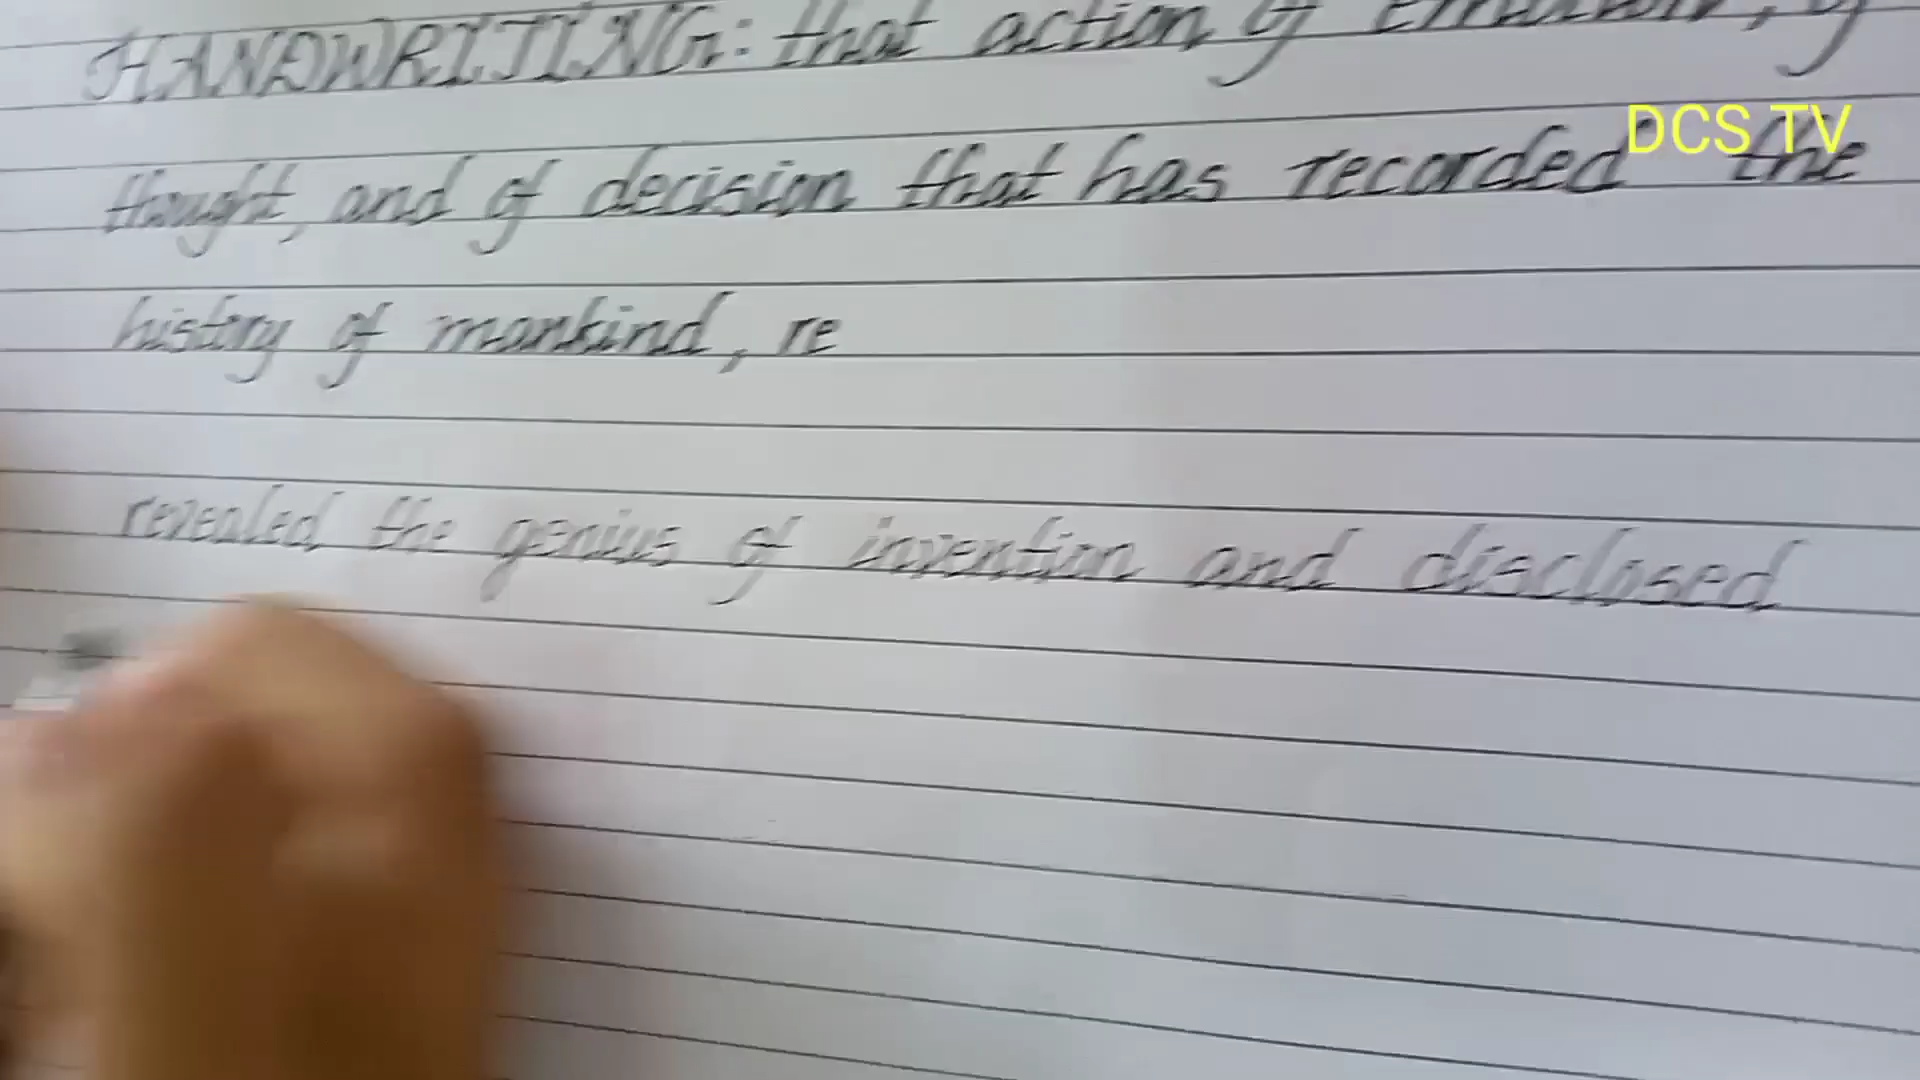 HANDWRITING: that action of emotion, of
DCS TV
thought, and of decision that has recorded the
history of mankind, re
revealed the genius of invention and disclosed